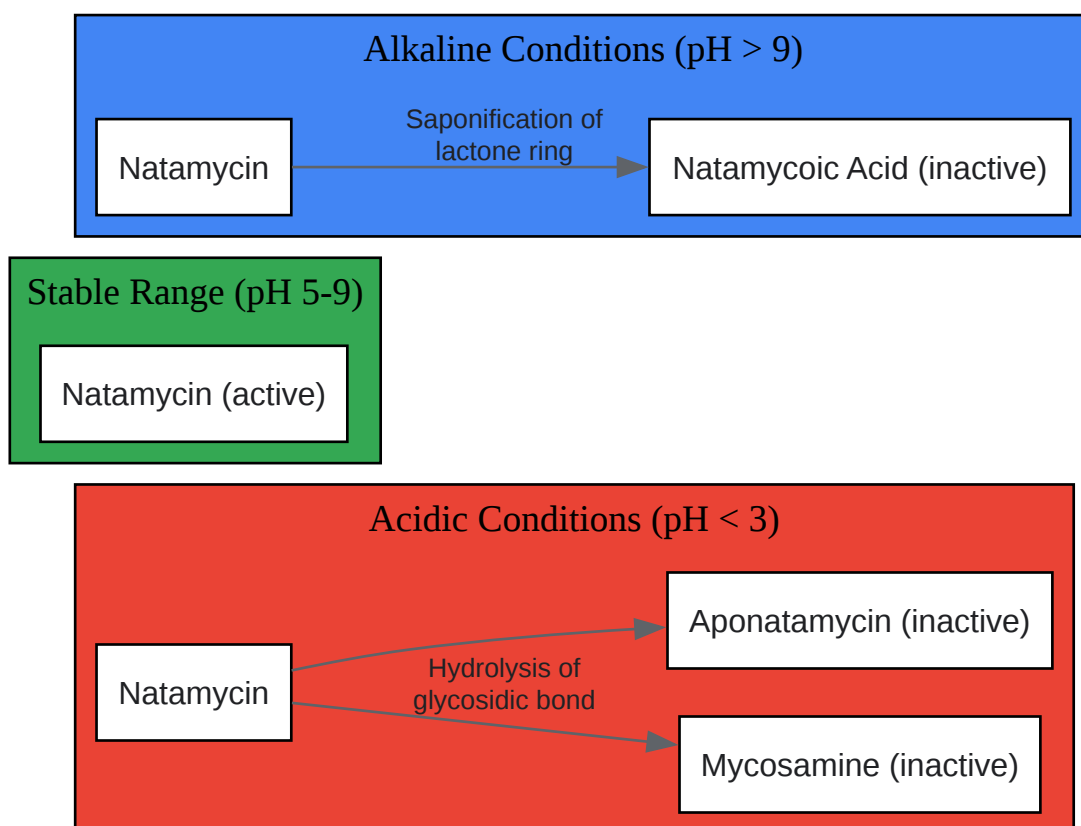 Alkaline Conditions (pH > 9)
Saponification of
lactone ring
Natamycin
Natamycoic Acid (inactive)
Stable Range (pH 5-9)
Natamycin (active)
Acidic Conditions (pH < 3)
Aponatamycin (inactive)
Natamycin
Hydrolysis of
glycosidic bond
Mycosamine (inactive)